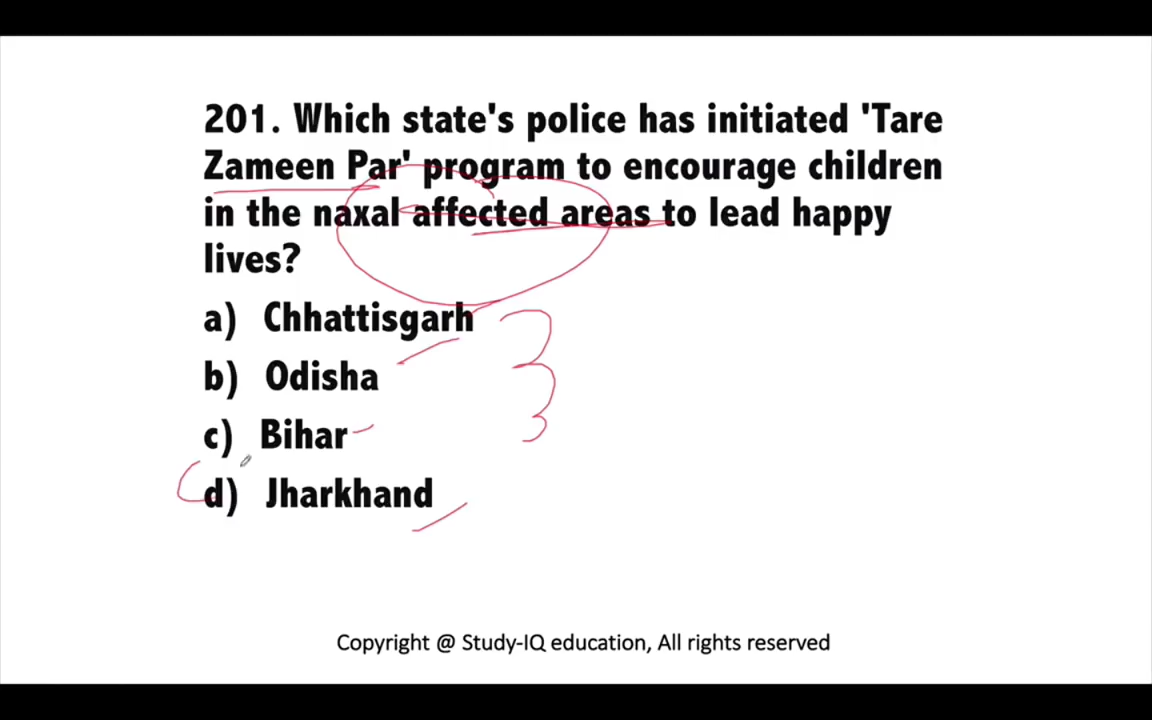 201. Which state's police has initiated 'Tare
Zameen Par' program to encourage children
in the naxal affected areas to lead happy
lives?
a) Chhattisgarh
b) Odisha
c) Bihar
d) Jharkhand
Copyright @ Study-IQ education, All rights reserved